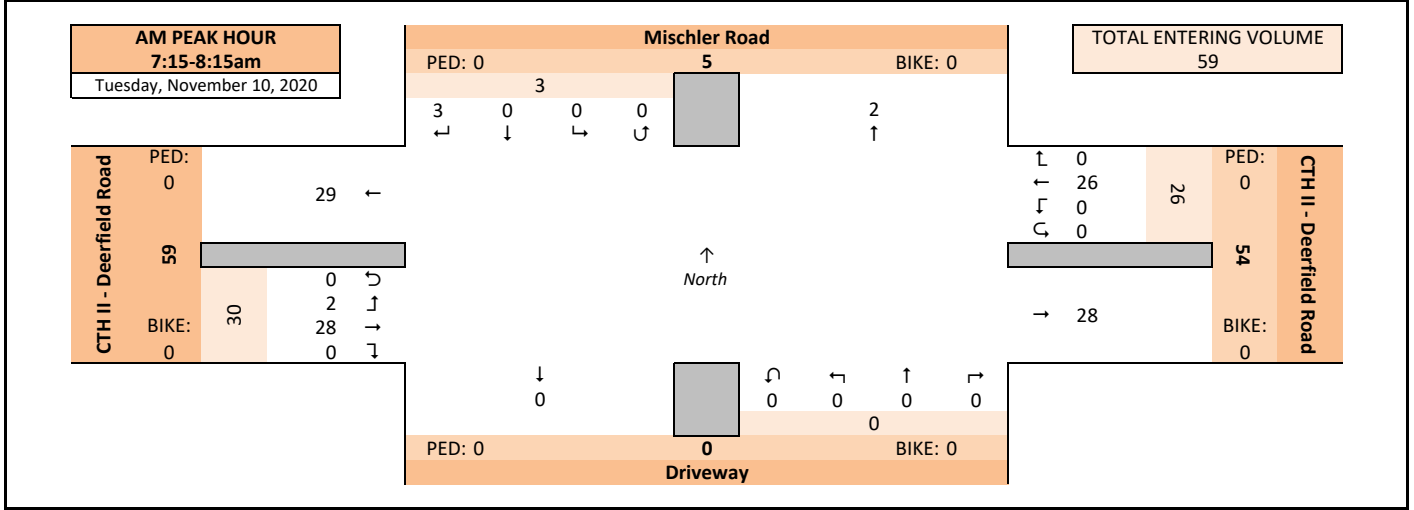 AM PEAK HOUR
7:15-8:15am
Tuesday, November 10, 2020
Mischler Road
PED: 0 5 BIKE: 0
3
3 0 0 0 2
↵ ↓ ↳ ↺ ↑
TOTAL ENTERING VOLUME
59
CTH II - Deerfield Road
PED:
0
59
BIKE:
0
29 ←
30
0
2
28 →
0
↑
North
0
← 26
0
0
26
→ 28
PED:
0
54
BIKE:
0
CTH II - Deerfield Road
↓
0
↑
0 0 0 0
0
PED: 0 0 BIKE: 0
Driveway